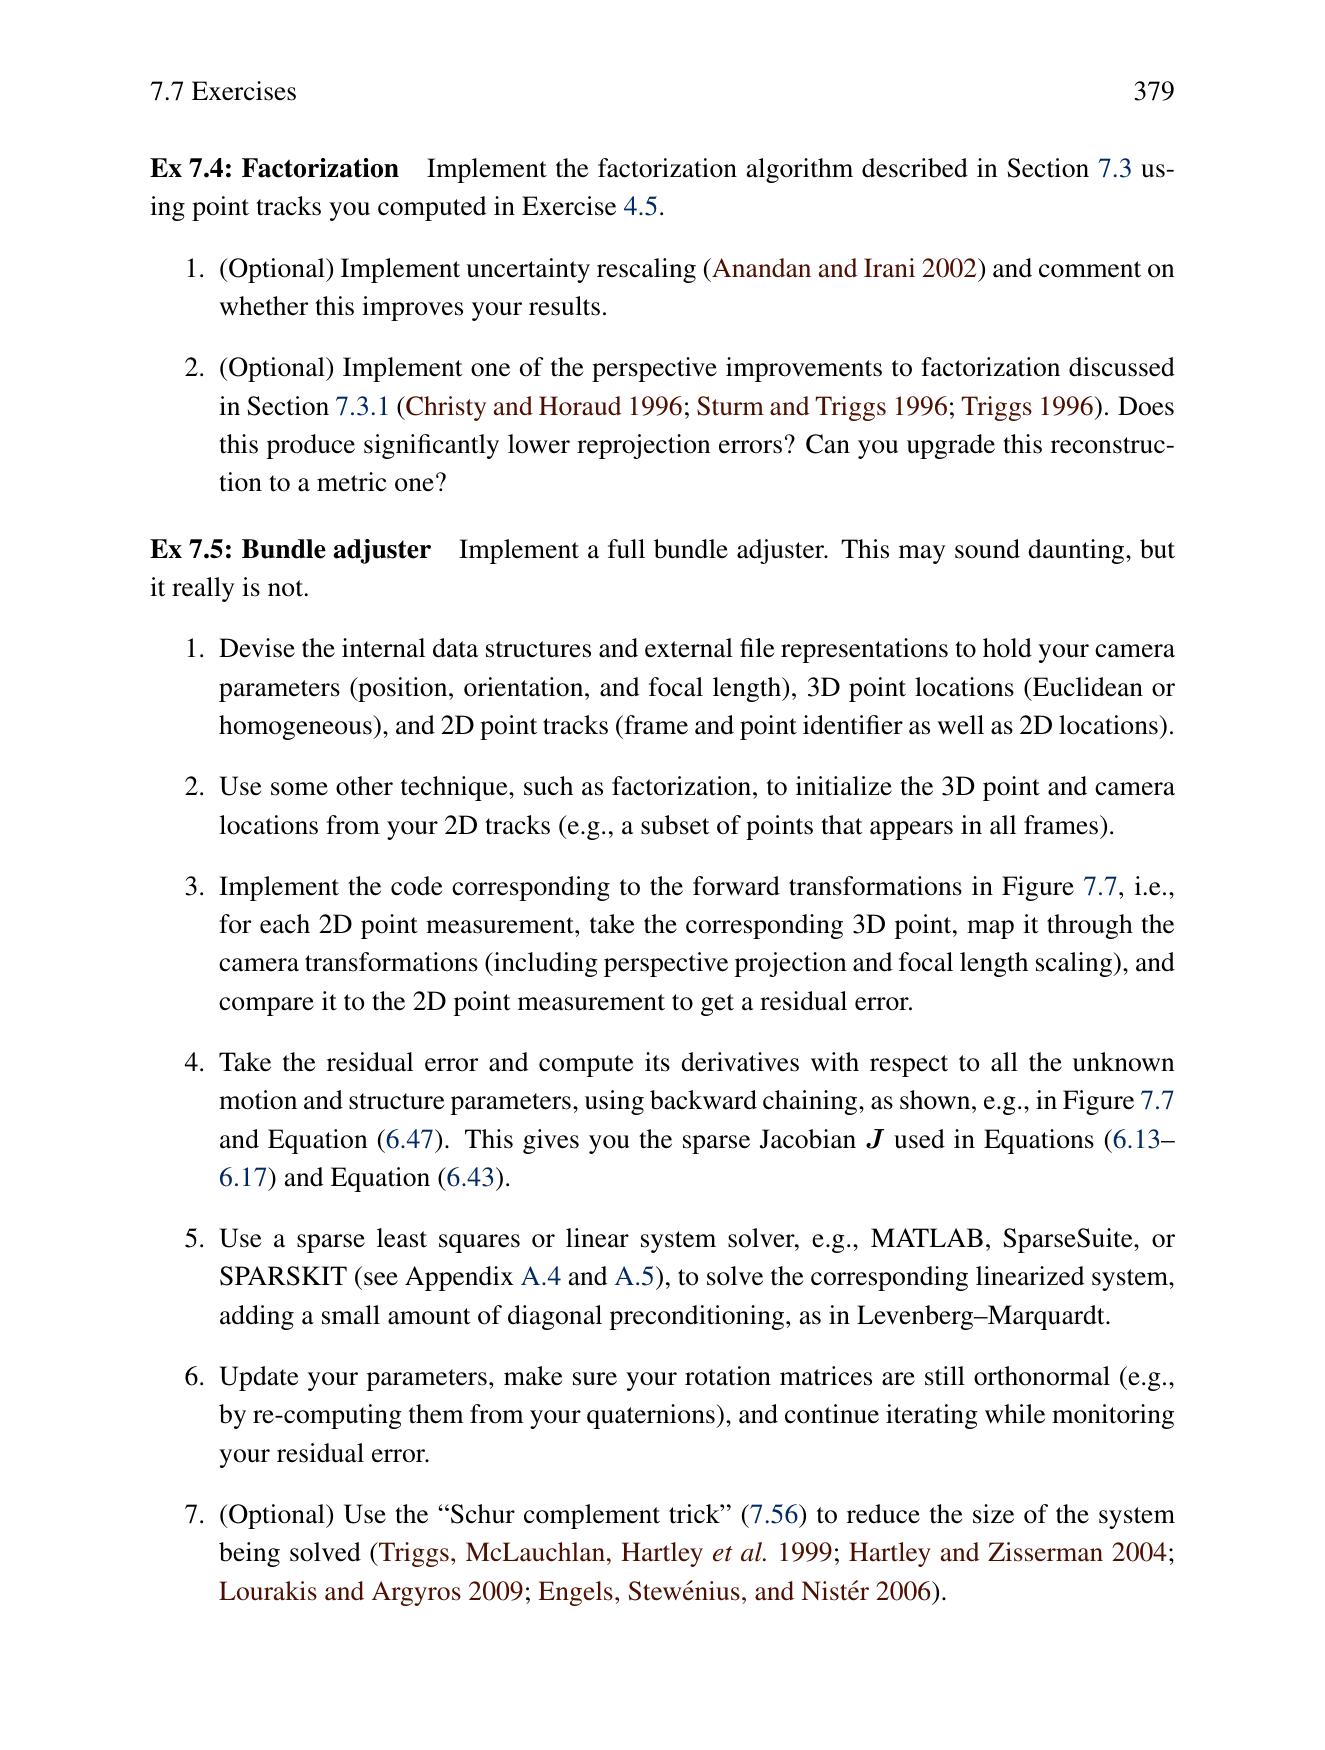 7.7 Exercises 379
Ex 7.4: Factorization Implement the factorization algorithm described in Section 7.3 us-
ing point tracks you computed in Exercise 4.5.
1. (Optional) Implement uncertainty rescaling (Anandan and Irani 2002) and comment on
whether this improves your results.
2. (Optional) Implement one of the perspective improvements to factorization discussed
in Section 7.3.1 (Christy and Horaud 1996; Sturm and Triggs 1996; Triggs 1996). Does
this produce significantly lower reprojection errors? Can you upgrade this reconstruc-
tion to a metric one?
Ex 7.5: Bundle adjuster Implement a full bundle adjuster. This may sound daunting, but
it really is not.
1. Devise the internal data structures and external file representations to hold your camera
parameters (position, orientation, and focal length), 3D point locations (Euclidean or
homogeneous), and 2D point tracks (frame and point identifier as well as 2D locations).
2. Use some other technique, such as factorization, to initialize the 3D point and camera
locations from your 2D tracks (e.g., a subset of points that appears in all frames).
3. Implement the code corresponding to the forward transformations in Figure 7.7, i.e.,
for each 2D point measurement, take the corresponding 3D point, map it through the
camera transformations (including perspective projection and focal length scaling), and
compare it to the 2D point measurement to get a residual error.
4. Take the residual error and compute its derivatives with respect to all the unknown
motion and structure parameters, using backward chaining, as shown, e.g., in Figure 7.7
and Equation (6.47). This gives you the sparse Jacobian J used in Equations (6.13–
6.17) and Equation (6.43).
5. Use a sparse least squares or linear system solver, e.g., MATLAB, SparseSuite, or
SPARSKIT (see Appendix A.4 and A.5), to solve the corresponding linearized system,
adding a small amount of diagonal preconditioning, as in Levenberg–Marquardt.
6. Update your parameters, make sure your rotation matrices are still orthonormal (e.g.,
by re-computing them from your quaternions), and continue iterating while monitoring
your residual error.
7. (Optional) Use the “Schur complement trick” (7.56) to reduce the size of the system
being solved (Triggs, McLauchlan, Hartley et al. 1999; Hartley and Zisserman 2004;
Lourakis and Argyros 2009; Engels, Stewénius, and Nistér 2006).